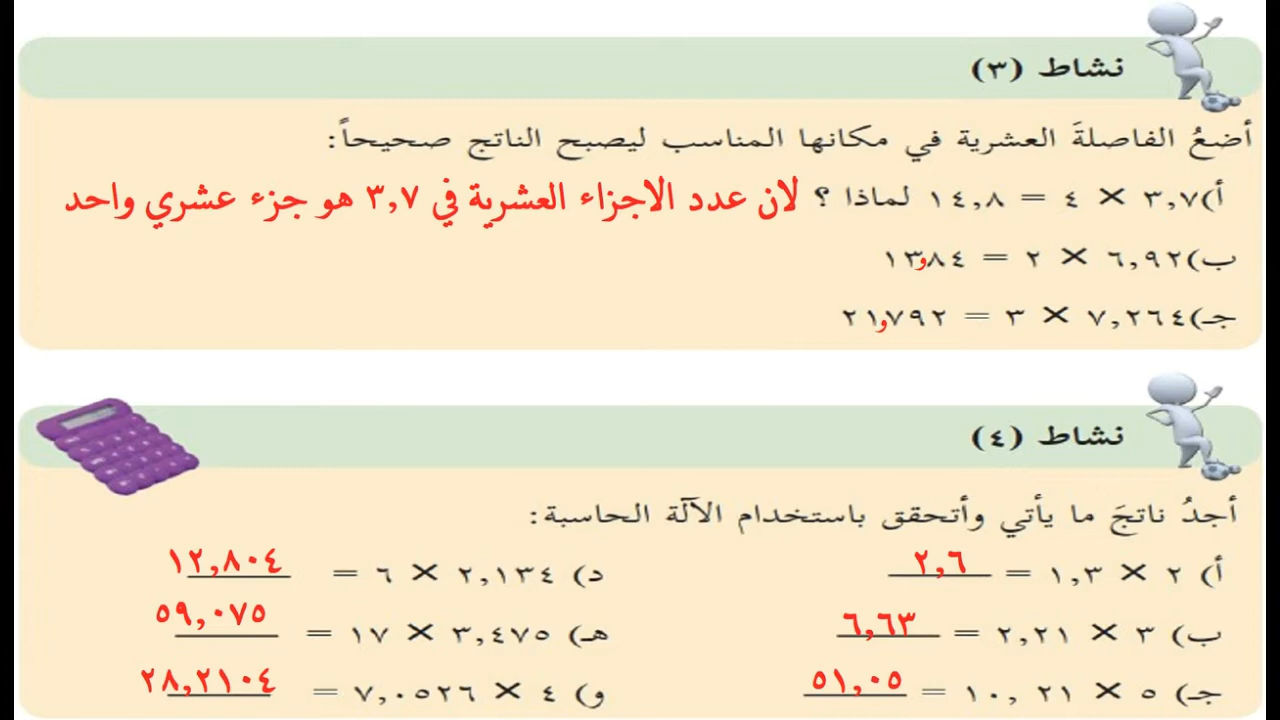 نشاط (٣)
أضعُ الفاصلةَ العشرية في مكانها المناسب ليصبح الناتج صحيحاً:
أ) ٣,٧ × ٤ = ١٤,٨ لماذا ؟ لان عدد الاجزاء العشرية في ٣,٧ هو جزء عشري واحد
ب) ٦,٩٢ × ٢ = ١٣,٨٤
جـ) ٧,٢٦٤ × ٣ = ٢١,٧٩٢
نشاط (٤)
أجدُ ناتجَ ما يأتي وأتحقق باستخدام الآلة الحاسبة:
أ) ٢ × ١,٣ = ٢,٦
ب) ٣ × ٢,٢١ = ٦,٦٣
جـ) ٥ × ١٠,٢١ = ٥١,٠٥
د) ٢,١٣٤ × ٦ = ١٢,٨٠٤
هـ) ٣,٤٧٥ × ١٧ = ٥٩,٠٧٥
و) ٤ × ٧,٠٥٢٦ = ٢٨,٢١٠٤